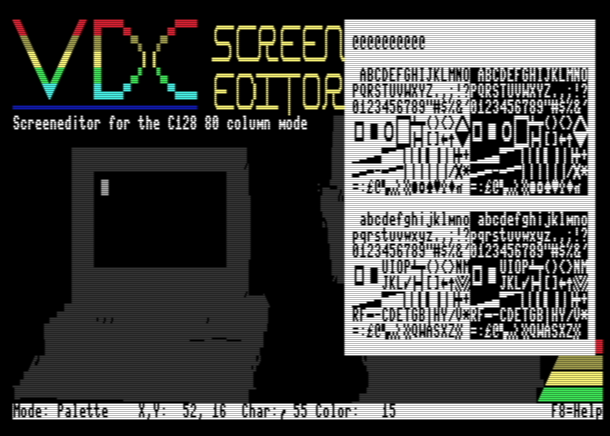 VDC SCREEN
EDITOR
Screeneditor for the C128 80 column mode
@@@@@@@@@@
ABCDEFGHIJKLMNO ABCDEFGHIJKLMNO
PQRSTUVWXYZ.,;!? PQRSTUVWXYZ.,;!?
0123456789"#$%&' 0123456789"#$%&'
()<> ()<>
[]←↑ []←↑
/X* /X*
=:£@ =:£@
abcdefghijklmno abcdefghijklmno
pqrstuvwxyz.,;!? pqrstuvwxyz.,;!?
0123456789"#$%&' 0123456789"#$%&'
UIOP ()<>NM UIOP ()<>NM
JKL/ []←↑ JKL/ []←↑
RF--CDETGB|HY/V* RF--CDETGB|HY/V*
=:£@ QWASXZ =:£@ QWASXZ
Mode: Palette X,Y: 52, 16 Char: 55 Color: 15 F8=Help